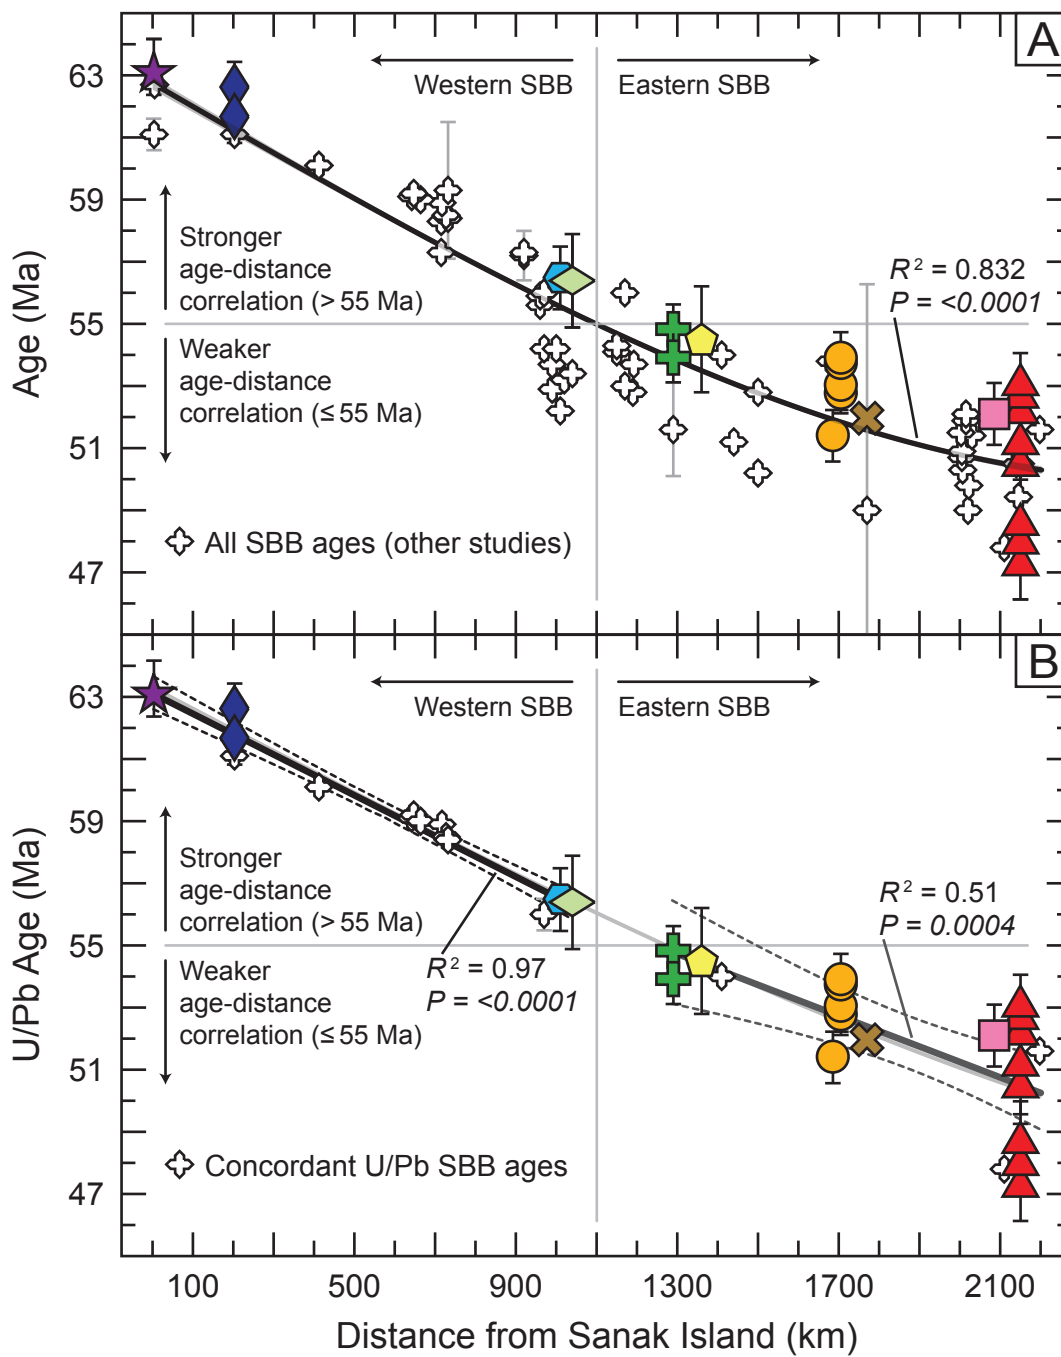 A
63
59
55
51
47
Age (Ma)
Western SBB
Eastern SBB
Stronger
age-distance
correlation (> 55 Ma)
Weaker
age-distance
correlation (≤ 55 Ma)
R² = 0.832
P = <0.0001
All SBB ages (other studies)
B
63
59
55
51
47
U/Pb Age (Ma)
Western SBB
Eastern SBB
Stronger
age-distance
correlation (> 55 Ma)
Weaker
age-distance
correlation (≤ 55 Ma)
R² = 0.97
P = <0.0001
R² = 0.51
P = 0.0004
Concordant U/Pb SBB ages
100 500 900 1300 1700 2100
Distance from Sanak Island (km)